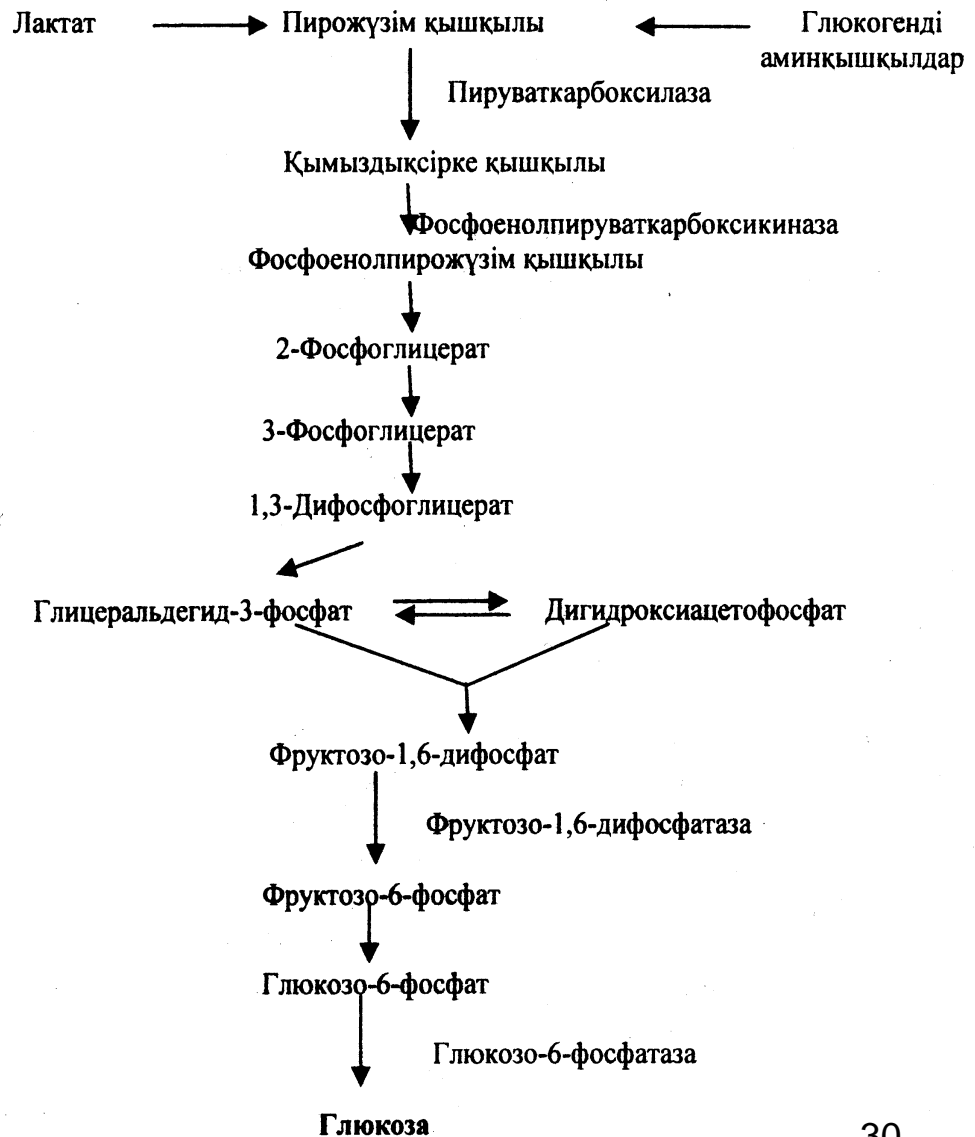 Лактат Пирожүзім қышқылы Глюкогенді
аминқышқылдар
Пируваткарбоксилаза
Қымыздықсірке қышқылы
Фосфоенолпируваткарбоксикиназа
Фосфоенолпирожүзім қышқылы
2-Фосфоглицерат
3-Фосфоглицерат
1,3-Дифосфоглицерат
Глицеральдегид-3-фосфат Дигидроксиацетофосфат
Фруктозо-1,6-дифосфат
Фруктозо-1,6-дифосфатаза
Фруктозо-6-фосфат
Глюкозо-6-фосфат
Глюкозо-6-фосфатаза
Глюкоза
30